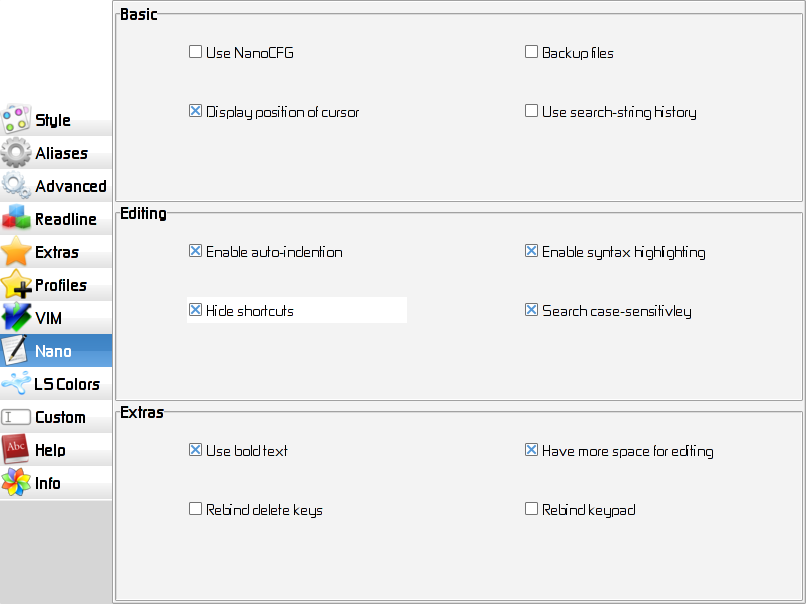 Style
Aliases
Advanced
Readline
Extras
Profiles
VIM
Nano
LS Colors
Custom
Abc
Help
Info
Basic
Use NanoCFG
Backup files
Display position of cursor
Use search-string history
Editing
Enable auto-indention
Enable syntax highlighting
Hide shortcuts
Search case-sensitivley
Extras
Use bold text
Have more space for editing
Rebind delete keys
Rebind keypad